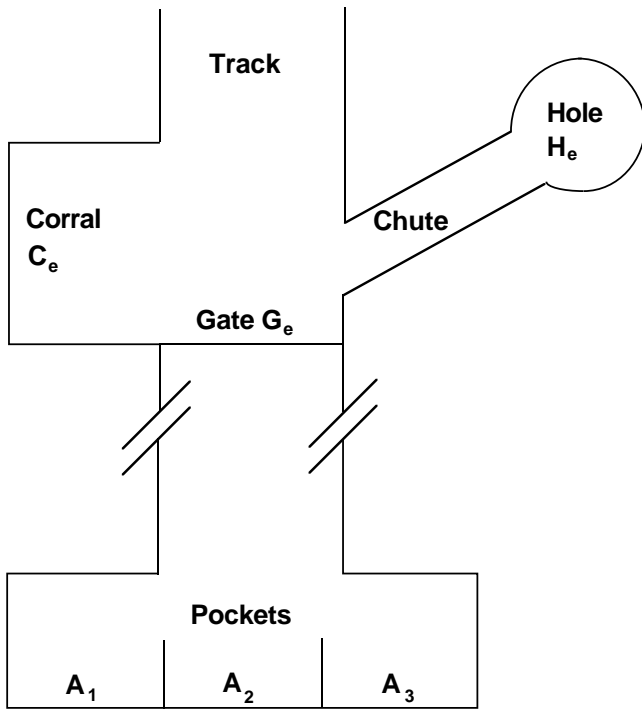 Track
Hole
Hₑ
Corral
Cₑ
Chute
Gate Gₑ
Pockets
A₁ A₂ A₃